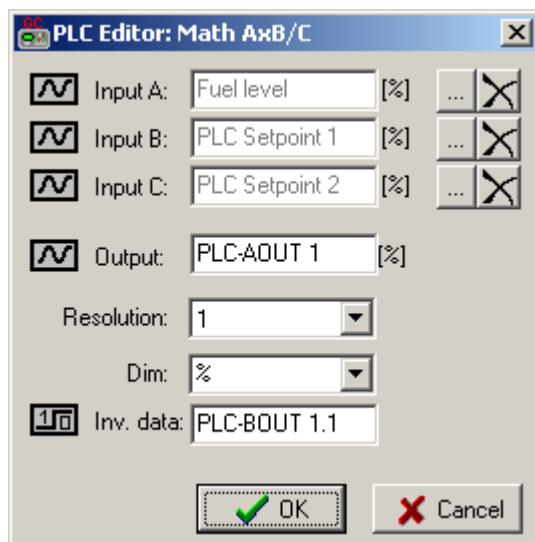 GC PLC Editor: Math AxB/C
Input A: Fuel level [%] ...
Input B: PLC Setpoint 1 [%] ...
Input C: PLC Setpoint 2 [%] ...
Output: PLC-AOUT 1 [%]
Resolution: 1
Dim: %
Inv. data: PLC-BOUT 1.1
OK Cancel